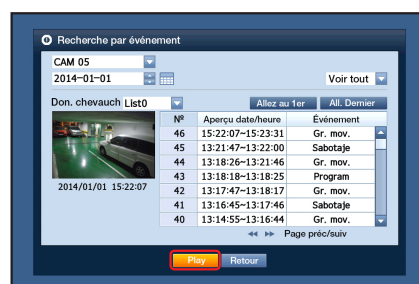 Recherche par événement
CAM 05
2014-01-01 Voir tout
Don. chevauch List0 Allez au 1er All. Dernier
Nº Aperçu date/heure Événement
46 15:22:07~15:23:31 Gr. mov.
45 13:21:47~13:22:00 Sabotaje
44 13:18:26~13:21:46 Gr. mov.
43 13:18:18~13:18:25 Program
42 13:17:47~13:18:17 Gr. mov.
41 13:16:45~13:17:46 Sabotaje
40 13:14:55~13:16:44 Gr. mov.
2014/01/01 15:22:07
Page préc/suiv
Play Retour